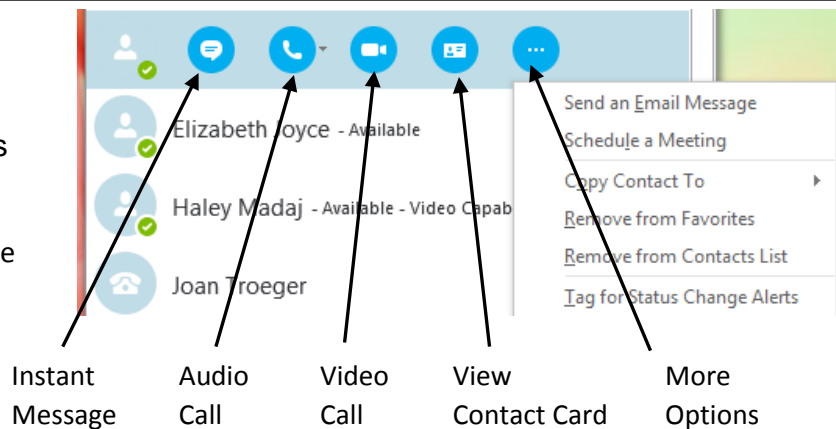 s
e
Elizabeth Joyce - Available
Haley Madaj - Available - Video Capab
Joan Troeger
Send an Email Message
Schedule a Meeting
Copy Contact To
Remove from Favorites
Remove from Contacts List
Tag for Status Change Alerts
Instant Message
Audio Call
Video Call
View Contact Card
More Options